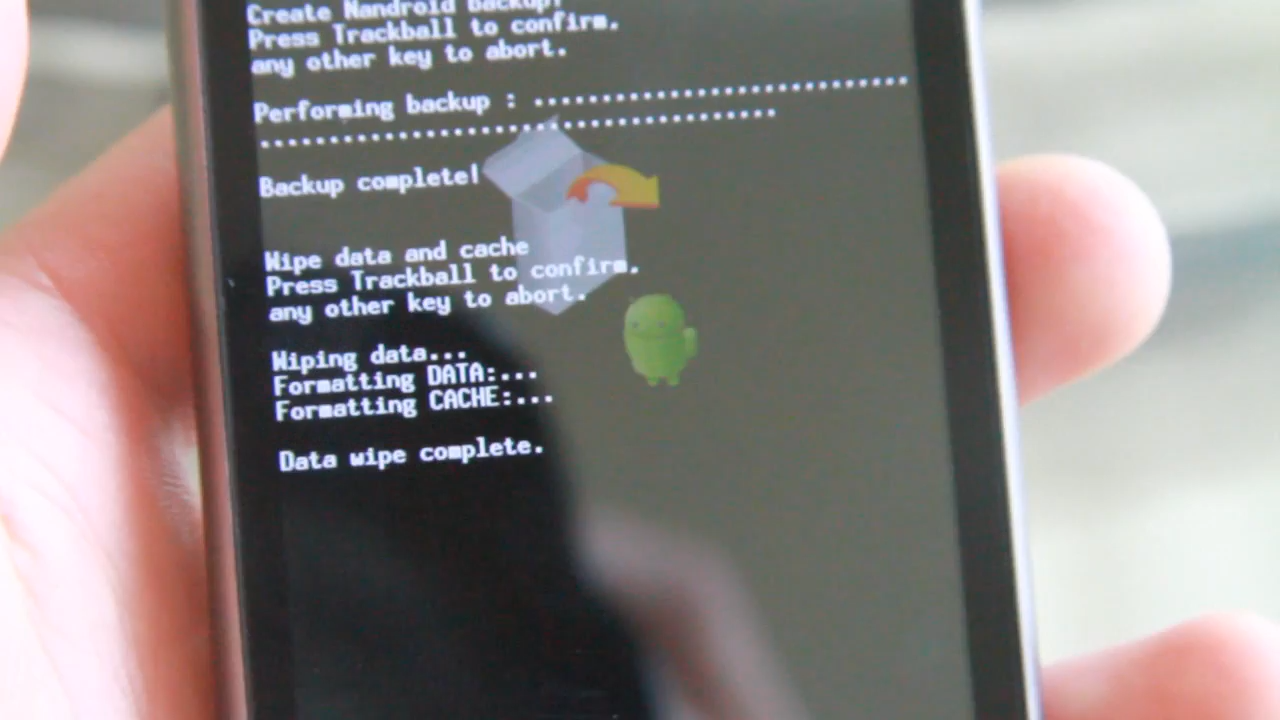 Create Nandroid backup?
Press Trackball to confirm.
any other key to abort.
Performing backup : ............................
......................................
Backup complete!
Wipe data and cache
Press Trackball to confirm.
any other key to abort.
Wiping data...
Formatting DATA:...
Formatting CACHE:...
Data wipe complete.